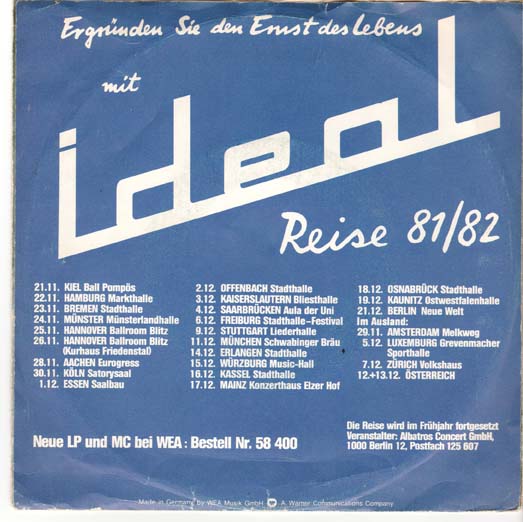 Ergründen Sie den Ernst des Lebens
mit
ideal
Reise 81/82
21.11. KIEL Ball Pompös
22.11. HAMBURG Markthalle
23.11. BREMEN Stadthalle
24.11. MÜNSTER Münsterlandhalle
25.11. HANNOVER Ballroom Blitz
26.11. HANNOVER Ballroom Blitz
(Kurhaus Friedenstal)
28.11. AACHEN Eurogress
30.11. KÖLN Satorysaal
1.12. ESSEN Saalbau
2.12. OFFENBACH Stadthalle
3.12. KAISERSLAUTERN Bliesthalle
4.12. SAARBRÜCKEN Aula der Uni
6.12. FREIBURG Stadthalle-Festival
9.12. STUTTGART Liederhalle
11.12. MÜNCHEN Schwabinger Bräu
14.12. ERLANGEN Stadthalle
15.12. WÜRZBURG Music-Hall
16.12. KASSEL Stadthalle
17.12. MAINZ Konzerthaus Elzer Hof
18.12. OSNABRÜCK Stadthalle
19.12. KAUNITZ Ostwestfalenhalle
21.12. BERLIN Neue Welt
Im Ausland:
29.11. AMSTERDAM Melkweg
5.12. LUXEMBURG Grevenmacher
Sporthalle
7.12. ZÜRICH Volkshaus
12.+13.12. ÖSTERREICH
Neue LP und MC bei WEA: Bestell Nr. 58 400
Die Reise wird im Frühjahr fortgesetzt
Veranstalter: Albatros Concert GmbH,
1000 Berlin 12, Postfach 125 607
Made in Germany by WEA Musik GmbH A Warner Communications Company